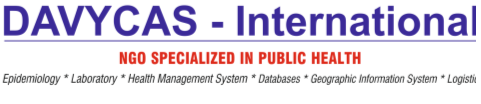 DAVYCAS - International
NGO SPECIALIZED IN PUBLIC HEALTH
Epidemiology * Laboratory * Health Management System * Databases * Geographic Information System *